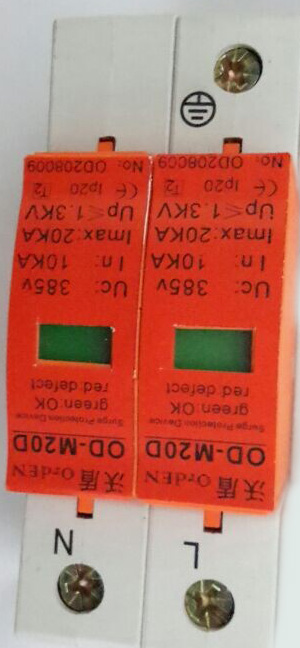 L
N
沃盾 OrdEN
OD-M20D
Surge Protection Device
green:OK
red:defect
Uc: 385v
In: 10KA
Imax:20KA
Up≤1.3KV
CE Ip20 T2
No: OD208009
沃盾 OrdEN
OD-M20D
Surge Protection Device
green:OK
red:defect
Uc: 385v
In: 10KA
Imax:20KA
Up≤1.3KV
CE Ip20 T2
No: OD208009